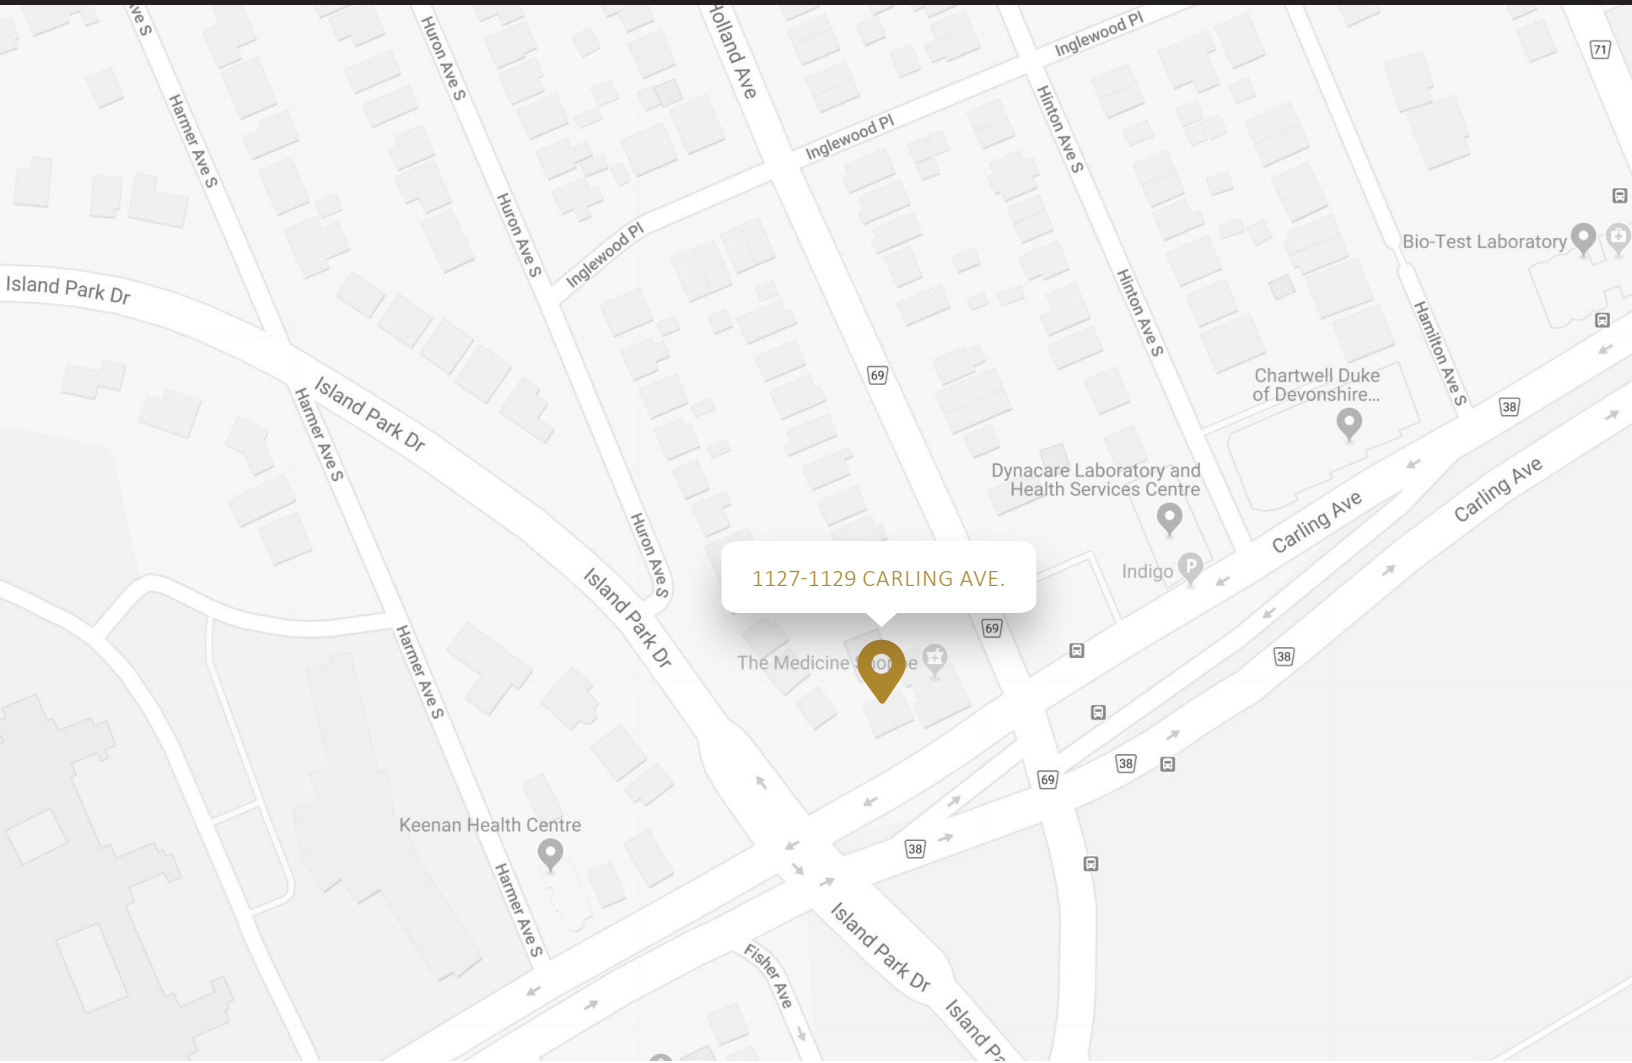 ve S
Huron Ave S
Holland Ave
Inglewood Pl
71
Harmer Ave S
Inglewood Pl
Hinton Ave S
Huron Ave S
Inglewood Pl
Bio-Test Laboratory
Island Park Dr
Hinton Ave S
Hamilton Ave S
69
Island Park Dr
Harmer Ave S
Chartwell Duke
of Devonshire...
38
Dynacare Laboratory and
Health Services Centre
Carling Ave
Carling Ave
Huron Ave S
Island Park Dr
1127-1129 CARLING AVE.
Indigo
P
69
Harmer Ave S
The Medicine Shoppe
38
38
69
Keenan Health Centre
38
Harmer Ave S
Island Park Dr
Fisher Ave
Island Pa